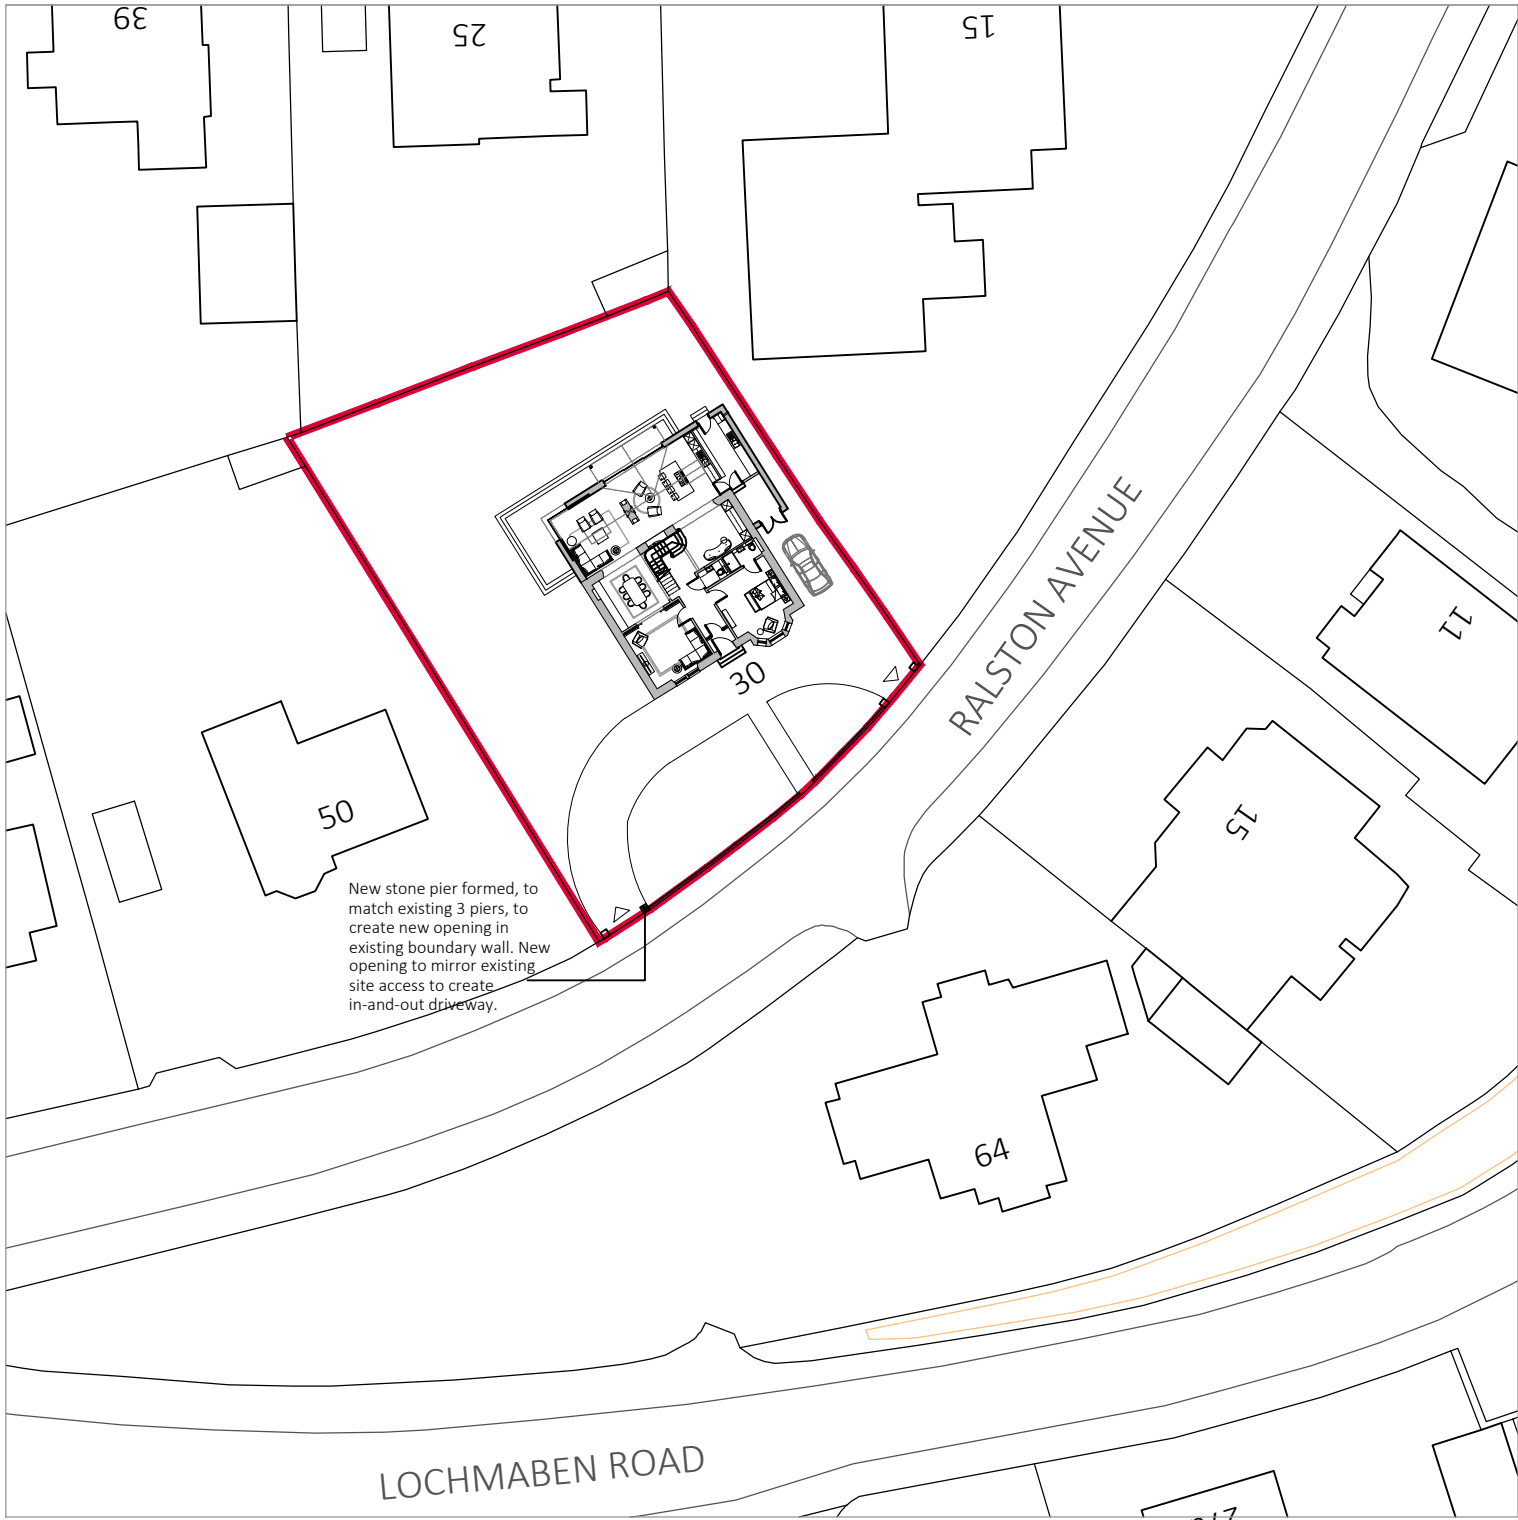 39
25
15
RALSTON AVENUE
11
30
50
15
New stone pier formed, to
match existing 3 piers, to
create new opening in
existing boundary wall. New
opening to mirror existing
site access to create
in-and-out driveway.
64
LOCHMABEN ROAD